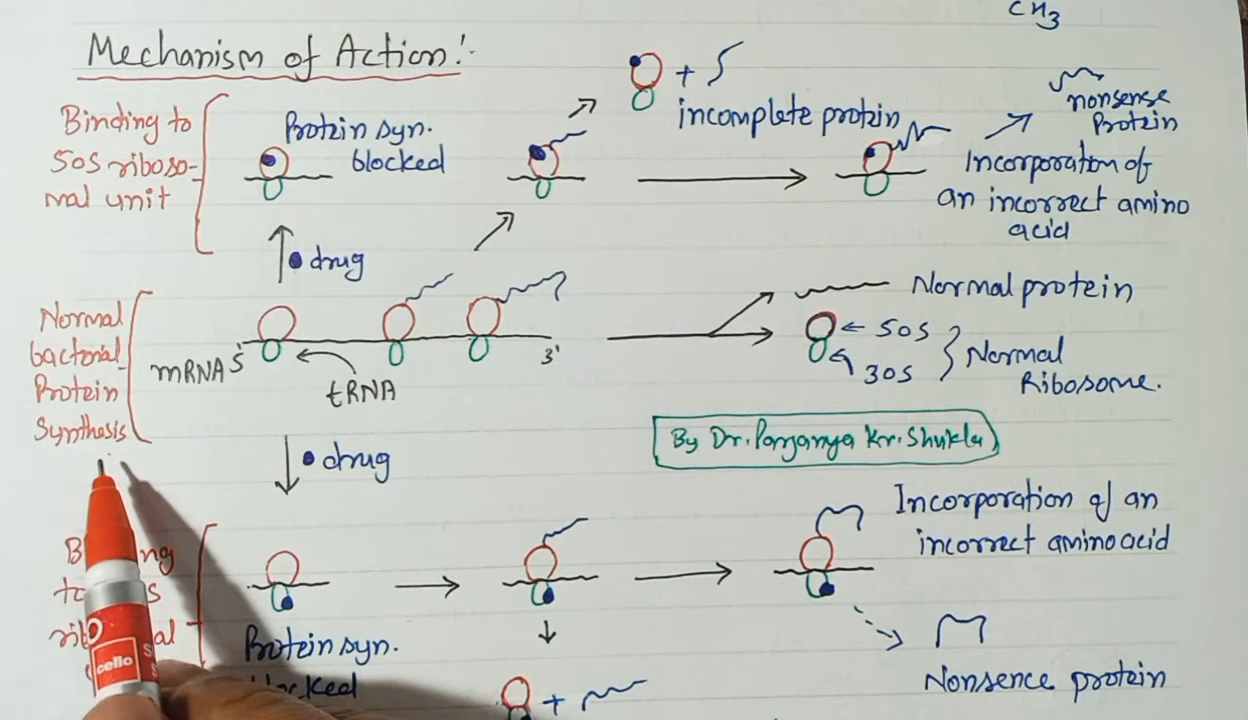 CH3
Mechanism of Action:-
Binding to
50S riboso-
mal unit
Protein syn.
blocked
+
incomplete protein
nonsense
Protein
Incorporation of
an incorrect amino
acid
drug
Normal
bacterial
Protein
Synthesis
mRNA 5'
tRNA
3'
Normal protein
50S
30S
Normal
Ribosome.
By Dr. Parjanya Kr. Shukla
drug
Incorporation of an
incorrect amino acid
Protein syn.
+
Nonsence protein
cello